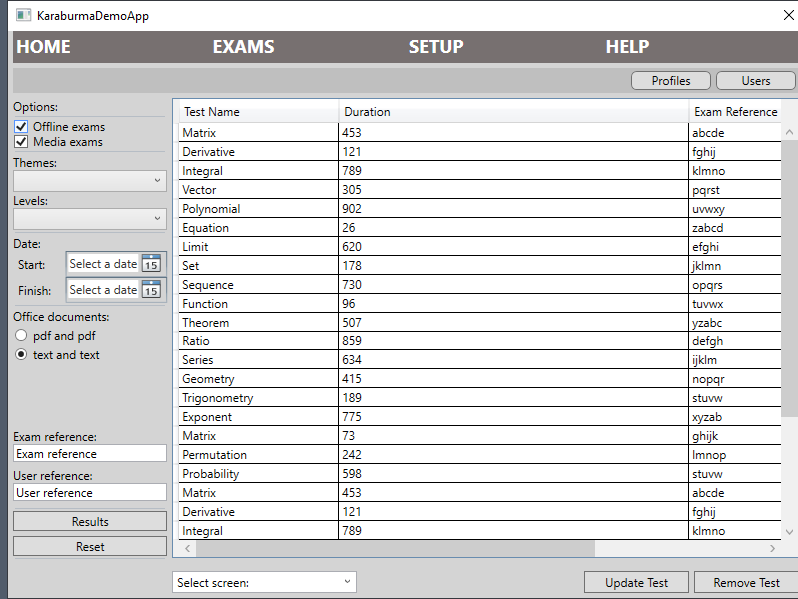 KaraburmaDemoApp
HOME EXAMS SETUP HELP
Profiles Users
Options:
Offline exams
Media exams
Themes:
Levels:
Date:
Start: Select a date 15
Finish: Select a date 15
Office documents:
pdf and pdf
text and text
Exam reference:
Exam reference
User reference:
User reference
Results
Reset
Test Name Duration Exam Reference
Matrix 453 abcde
Derivative 121 fghij
Integral 789 klmno
Vector 305 pqrst
Polynomial 902 uvwxy
Equation 26 zabcd
Limit 620 efghi
Set 178 jklmn
Sequence 730 opqrs
Function 96 tuvwx
Theorem 507 yzabc
Ratio 859 defgh
Series 634 ijklm
Geometry 415 nopqr
Trigonometry 189 stuvw
Exponent 775 xyzab
Matrix 73 ghijk
Permutation 242 lmnop
Probability 598 stuvw
Matrix 453 abcde
Derivative 121 fghij
Integral 789 klmno
Select screen: Update Test Remove Test